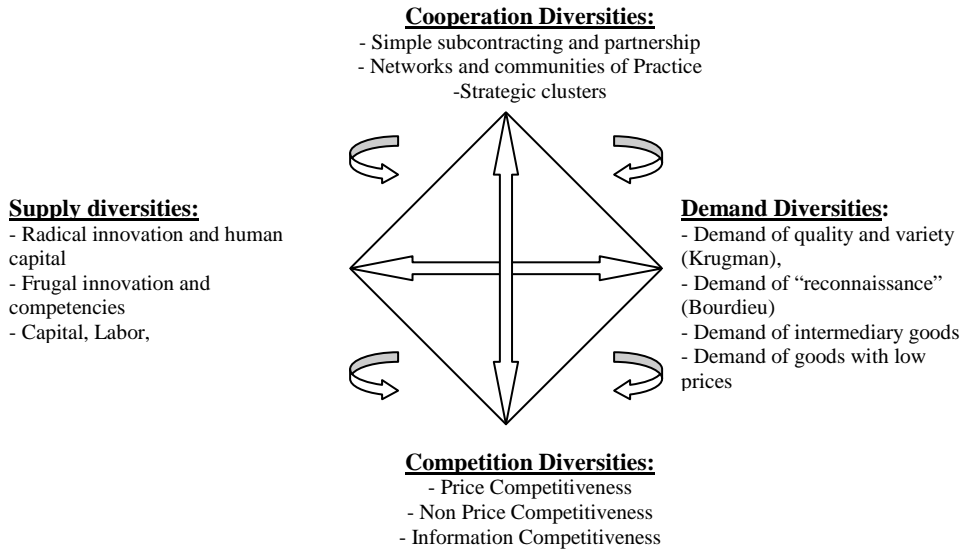 Cooperation Diversities:
- Simple subcontracting and partnership
- Networks and communities of Practice
-Strategic clusters
Supply diversities:
- Radical innovation and human
capital
- Frugal innovation and
competencies
- Capital, Labor,
Demand Diversities:
- Demand of quality and variety
(Krugman),
- Demand of “reconnaissance”
(Bourdieu)
- Demand of intermediary goods
- Demand of goods with low
prices
Competition Diversities:
- Price Competitiveness
- Non Price Competitiveness
- Information Competitiveness